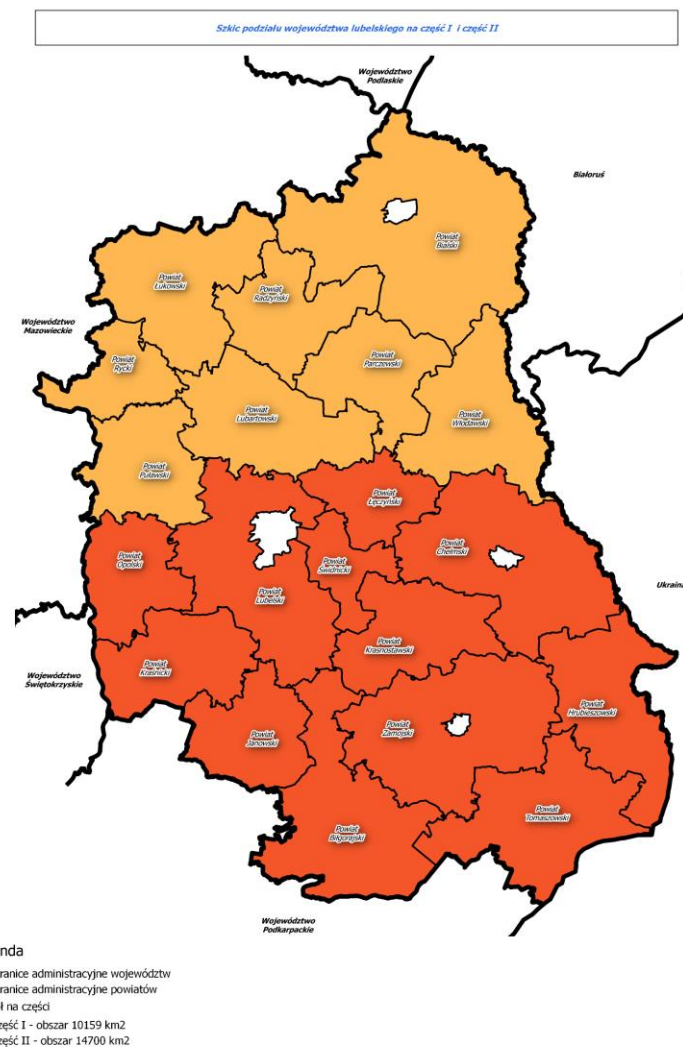 Szkic podziału województwa lubelskiego na część I i część II
Województwo
Podlaskie
Białoruś
Powiat
Bialski
Powiat
Łukowski
Powiat
Radzyński
Województwo
Mazowieckie
Powiat
Rycki
Powiat
Parczewski
Powiat
Lubartowski
Powiat
Włodawski
Powiat
Puławski
Powiat
Łęczyński
Powiat
Opolski
Powiat
Świdnicki
Powiat
Chełmski
Powiat
Lubelski
Ukraina
Powiat
Krasnostawski
Powiat
Kraśnicki
Województwo
Świętokrzyskie
Powiat
Hrubieszowski
Powiat
Janowski
Powiat
Zamojski
Powiat
Tomaszowski
Powiat
Biłgorajski
Województwo
Podkarpackie
nda
ranice administracyjne województw
ranice administracyjne powiatów
ł na części
zęść I - obszar 10159 km2
zęść II - obszar 14700 km2